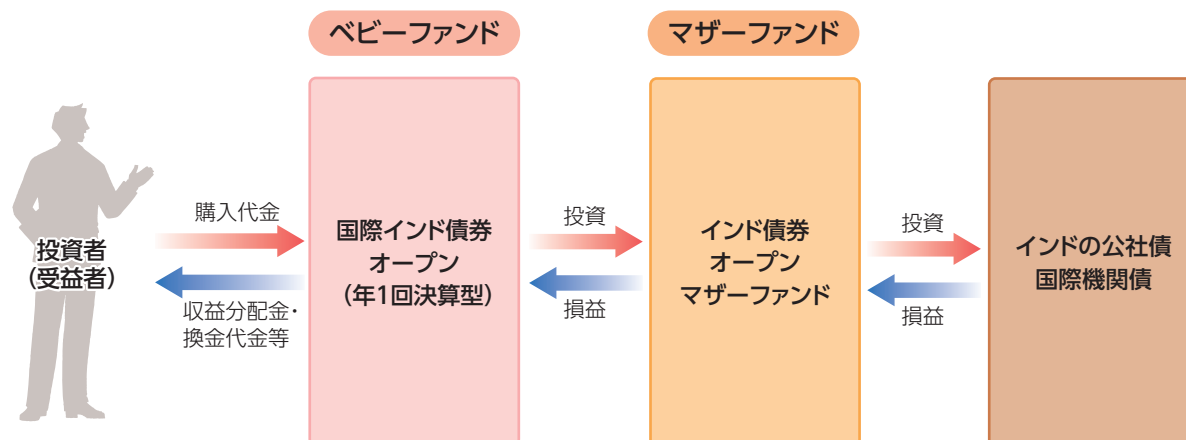 ベビーファンド
マザーファンド
投資者
（受益者）
購入代金
収益分配金・
換金代金等
国際インド債券
オープン
（年1回決算型）
投資
損益
インド債券
オープン
マザーファンド
投資
損益
インドの公社債
国際機関債